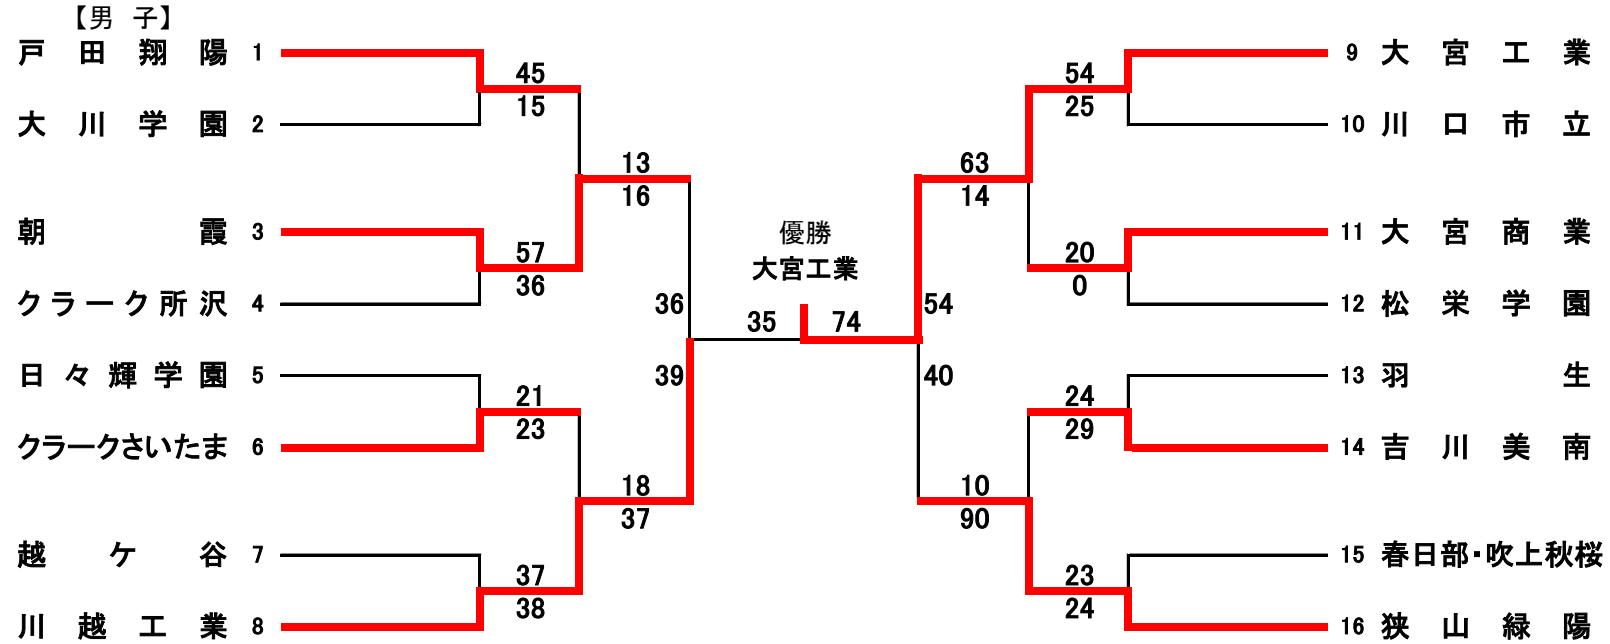 【男 子】
戸田翔陽 1
45
15
大川学園 2
13
16
朝霞 3
57
36
クラーク所沢 4
36
39
日々輝学園 5
21
23
クラークさいたま 6
18
37
越ケ谷 7
37
38
川越工業 8
優勝
大宮工業
35 74
9 大宮工業
54
25
10 川口市立
63
14
11 大宮商業
20
0
12 松栄学園
54
40
13 羽生
24
29
14 吉川美南
10
90
15 春日部・吹上秋桜
23
24
16 狭山緑陽